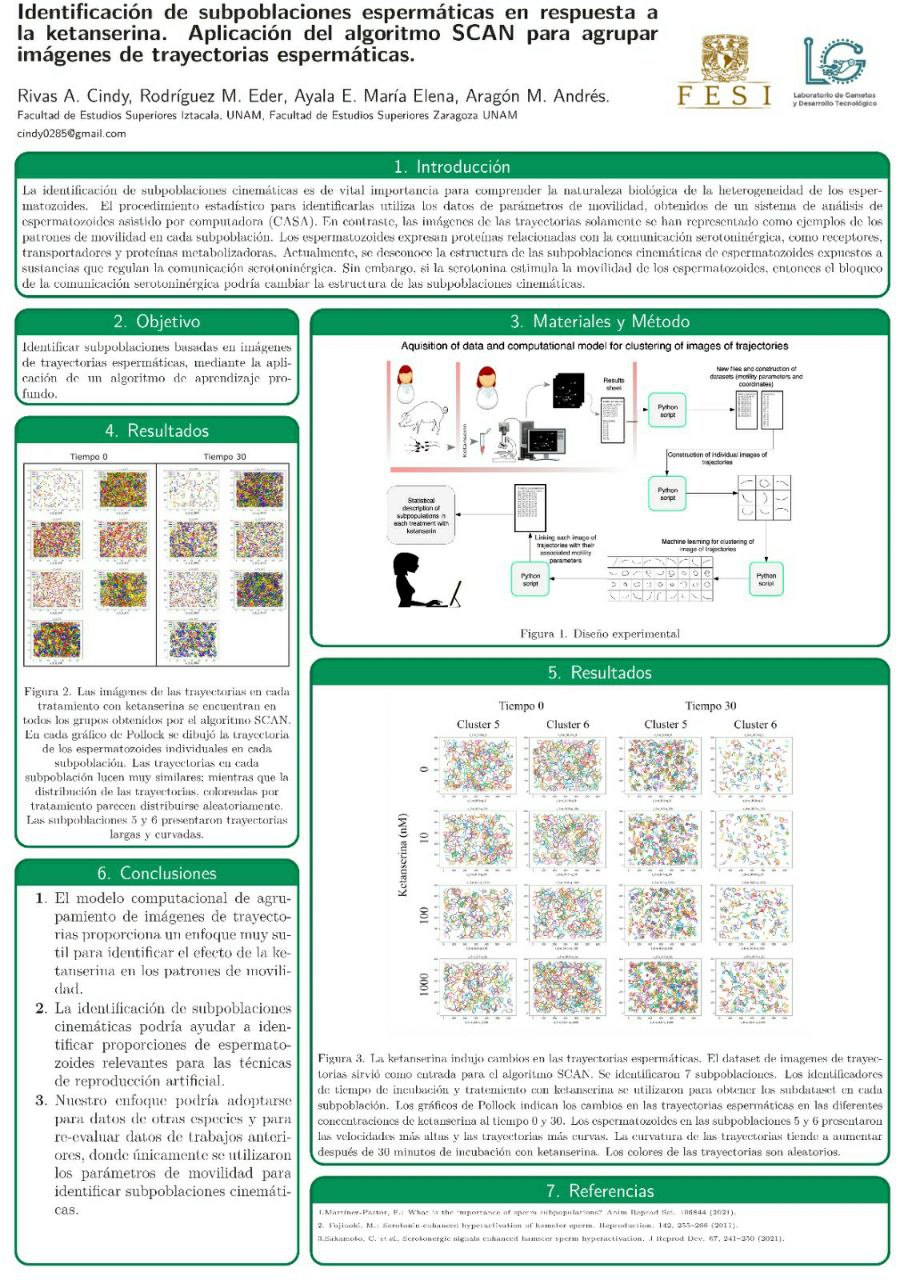 Identificación de subpoblaciones espermáticas en respuesta a
la ketanserina. Aplicación del algoritmo SCAN para agrupar
imágenes de trayectorias espermáticas.
Rivas A. Cindy, Rodríguez M. Eder, Ayala E. María Elena, Aragón M. Andrés.
Facultad de Estudios Superiores Iztacala, UNAM, Facultad de Estudios Superiores Zaragoza UNAM
cindy0285@gmail.com
FESI
Laboratorio de Gametos
y Desarrollo Tecnológico
1. Introducción
La identificación de subpoblaciones cinemáticas es de vital importancia para comprender la naturaleza biológica de la heterogeneidad de los esper-
matozoides. El procedimiento estadístico para identificarlas utiliza los datos de parámetros de movilidad, obtenidos de un sistema de análisis de
espermatozoides asistido por computadora (CASA). En contraste, las imágenes de las trayectorias solamente se han representado como ejemplos de los
patrones de movilidad en cada subpoblación. Los espermatozoides expresan proteínas relacionadas con la comunicación serotoninérgica, como receptores,
transportadores y proteínas metabolizadoras. Actualmente, se desconoce la estructura de las subpoblaciones cinemáticas de espermatozoides expuestos a
sustancias que regulan la comunicación serotoninérgica. Sin embargo, si la serotonina estimula la movilidad de los espermatozoides, entonces el bloqueo
de la comunicación serotoninérgica podría cambiar la estructura de las subpoblaciones cinemáticas.
2. Objetivo
Identificar subpoblaciones basadas en imágenes
de trayectorias espermáticas, mediante la apli-
cación de un algoritmo de aprendizaje pro-
fundo.
3. Materiales y Método
Aquisition of data and computational model for clustering of images of trajectories
Ketanserin
Results
sheet
Python
script
New files and construction of
datasets (motility parameters and
coordinates)
Construction of individual images of
trajectories
Python
script
Machine learning for clustering of
image of trajectories
Python
script
Python
script
Linking each image of
trajectories with their
associated motility
parameters
Statistical
description of
subpopulations in
each treatment with
ketanserin
Figura 1. Diseño experimental
4. Resultados
Tiempo 0 Tiempo 30
Figura 2. Las imágenes de las trayectorias en cada
tratamiento con ketanserina se encuentran en
todos los grupos obtenidos por el algoritmo SCAN.
En cada gráfico de Pollock se dibujó la trayectoria
de los espermatozoides individuales en cada
subpoblación. Las trayectorias en cada
subpoblación lucen muy similares; mientras que la
distribución de las trayectorias, coloreadas por
tratamiento parecen distribuirse aleatoriamente.
Las subpoblaciones 5 y 6 presentaron trayectorias
largas y curvadas.
5. Resultados
Tiempo 0 Tiempo 30
Cluster 5 Cluster 6 Cluster 5 Cluster 6
Ketanserina (nM)
0
10
100
1000
Figura 3. La ketanserina indujo cambios en las trayectorias espermáticas. El dataset de imagenes de trayec-
torias sirvió como entrada para el algoritmo SCAN. Se identificaron 7 subpoblaciones. Los identificadores
de tiempo de incubación y tratemiento con ketanserina se utilizaron para obtener los subdataset en cada
subpoblación. Los gráficos de Pollock indican los cambios en las trayectorias espermáticas en las diferentes
concentraciones de ketanserina al tiempo 0 y 30. Los espermatozoides en las subpoblaciones 5 y 6 presentaron
las velocidades más altas y las trayectorias más curvas. La curvatura de las trayectorias tiende a aumentar
después de 30 minutos de incubación con ketanserina. Los colores de las trayectorias son aleatorios.
6. Conclusiones
1. El modelo computacional de agru-
pamiento de imágenes de trayecto-
rias proporciona un enfoque muy su-
til para identificar el efecto de la ke-
tanserina en los patrones de movili-
dad.
2. La identificación de subpoblaciones
cinemáticas podría ayudar a iden-
tificar proporciones de espermato-
zoides relevantes para las técnicas
de reproducción artificial.
3. Nuestro enfoque podría adoptarse
para datos de otras especies y para
re-evaluar datos de trabajos anteri-
ores, donde únicamente se utilizaron
los parámetros de movilidad para
identificar subpoblaciones cinemáti-
cas.
7. Referencias
1.Martínez-Pastor, F.: What is the importance of sperm subpopulations? Anim Reprod Sci. 106844 (2021).
2. Fujinoki, M.: Serotonin-enhanced hyperactivation of hamster sperm. Reproduction. 142, 255–266 (2011).
3.Sakamoto, C. et al. Serotonergic signals enhanced hamster sperm hyperactivation. J Reprod Dev. 67, 241–250 (2021).